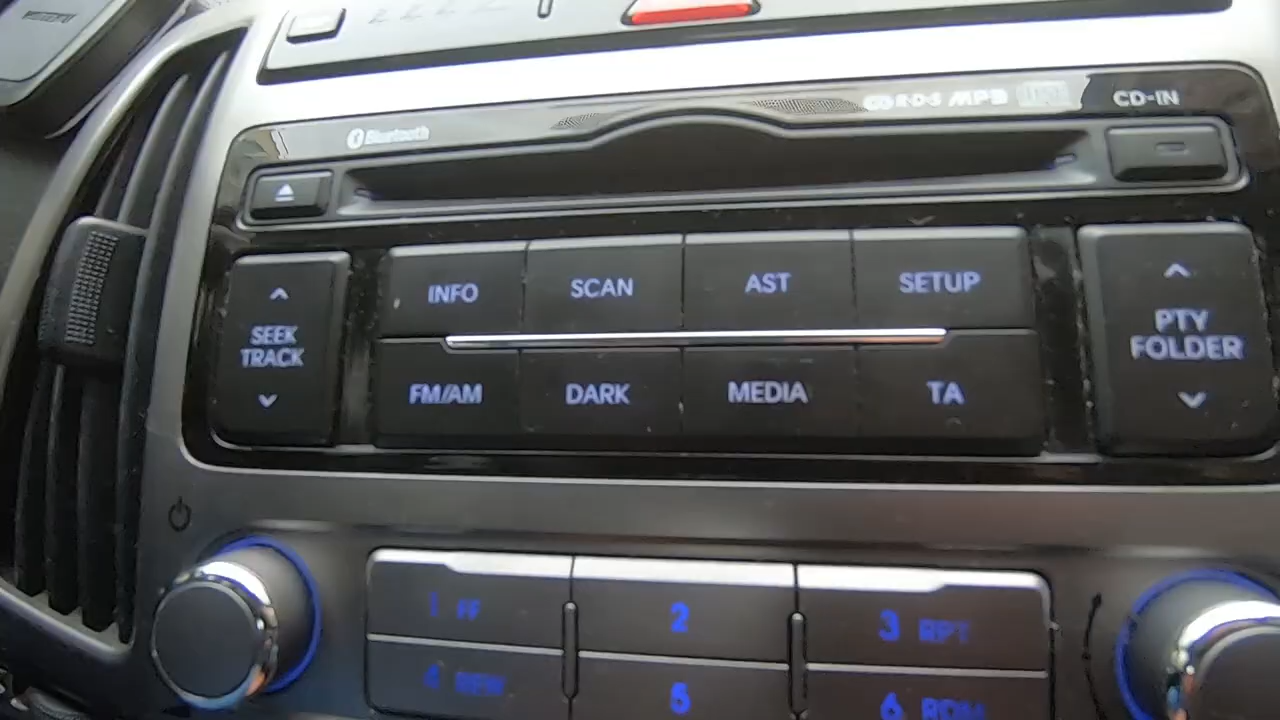 Bluetooth R·D·S MP3 CD-IN
INFO SCAN AST SETUP
SEEK
TRACK
PTY
FOLDER
FM/AM DARK MEDIA TA
1 FF 2 3 RPT
4 REW 5 6 RDM